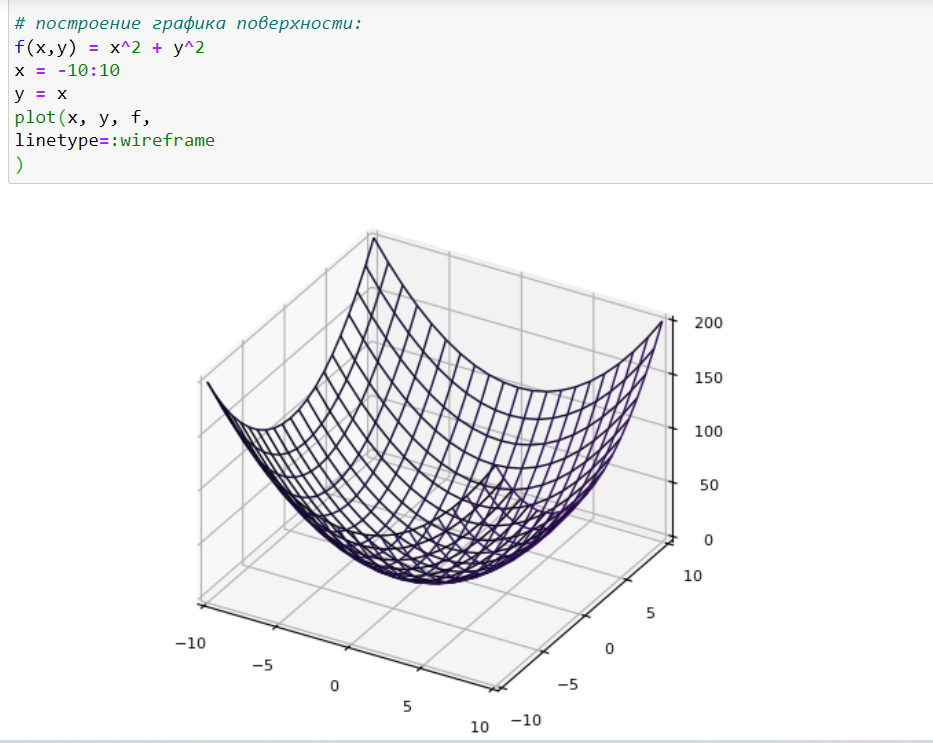 # построение графика поверхности:
f(x,y) = x^2 + y^2
x = -10:10
y = x
plot(x, y, f,
linetype=:wireframe
)
200
150
100
50
0
10
5
0
−5
−10
−10
−5
0
5
10